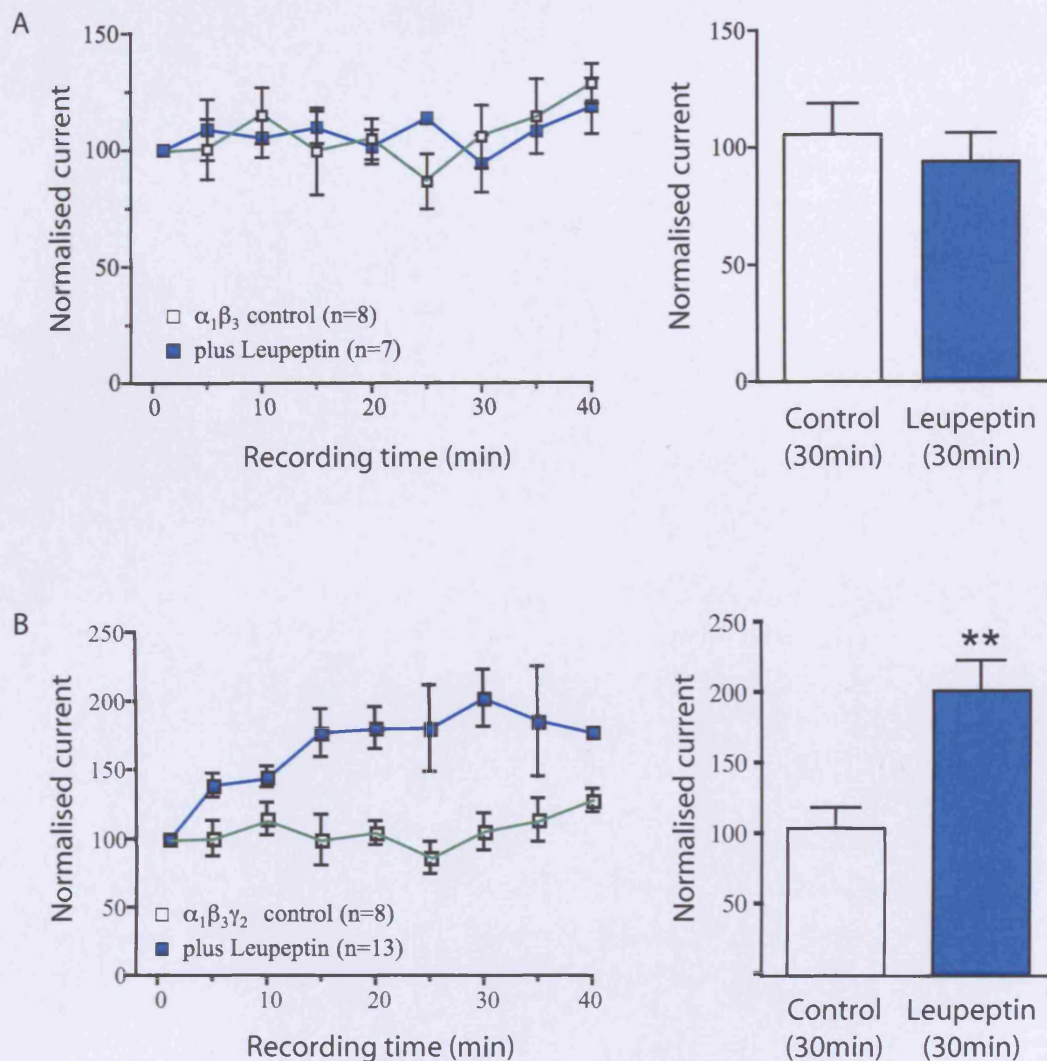 A
Normalised current
150
100
50
0
α₁β₃ control (n=8)
plus Leupeptin (n=7)
0 10 20 30 40
Recording time (min)
Normalised current
150
100
50
0
Control Leupeptin
(30min) (30min)
B
Normalised current
250
200
150
100
50
0
α₁β₃γ₂ control (n=8)
plus Leupeptin (n=13)
0 10 20 30 40
Recording time (min)
Normalised current
250
200
100
50
**
Control Leupeptin
(30min) (30min)